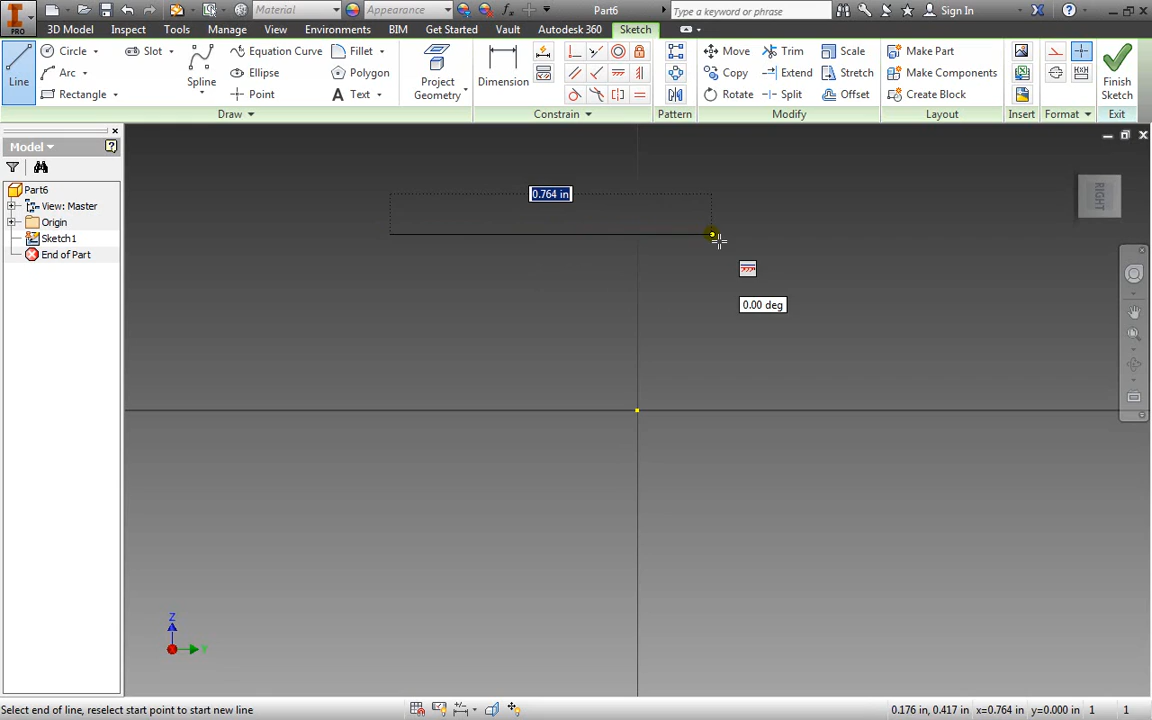 Material
Appearance
Part6
Type a keyword or phrase
Sign In
PRO
3D Model
Inspect
Tools
Manage
View
Environments
BIM
Get Started
Vault
Autodesk 360
Sketch
Line
Circle
Arc
Rectangle
Slot
Spline
Equation Curve
Ellipse
Point
Fillet
Polygon
Text
Project Geometry
Dimension
Move
Copy
Rotate
Trim
Extend
Split
Scale
Stretch
Offset
Make Part
Make Components
Create Block
Finish Sketch
Draw
Constrain
Pattern
Modify
Layout
Insert
Format
Exit
Model
Part6
View: Master
Origin
Sketch1
End of Part
0.764 in
0.00 deg
RIGHT
Z
Y
Select end of line, reselect start point to start new line
0.176 in, 0.417 in
x=0.764 in
y=0.000 in
1
1